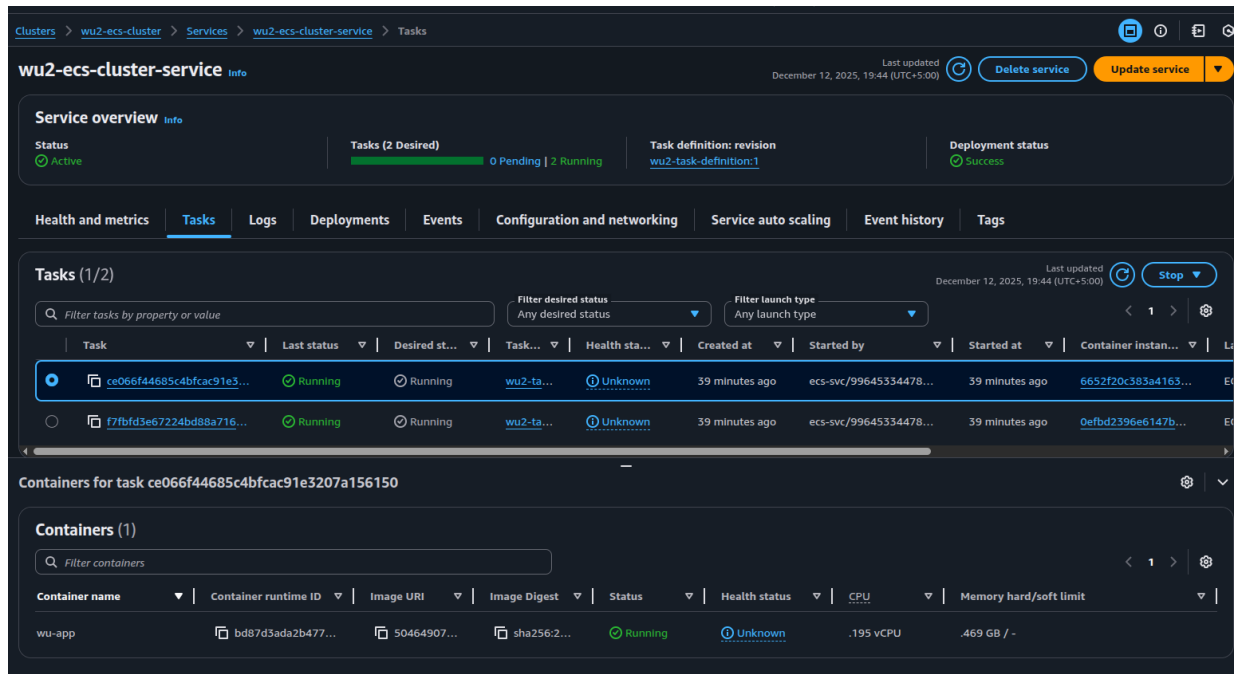 Clusters > wu2-ecs-cluster > Services > wu2-ecs-cluster-service > Tasks
wu2-ecs-cluster-service Info
Last updated
December 12, 2025, 19:44 (UTC+5:00)
Delete service
Update service
Service overview Info
Status
Active
Tasks (2 Desired)
0 Pending | 2 Running
Task definition: revision
wu2-task-definition:1
Deployment status
Success
Health and metrics
Tasks
Logs
Deployments
Events
Configuration and networking
Service auto scaling
Event history
Tags
Tasks (1/2)
Last updated
December 12, 2025, 19:44 (UTC+5:00)
Stop
Filter tasks by property or value
Filter desired status
Any desired status
Filter launch type
Any launch type
< 1 >
Task Last status Desired st... Task... Health sta... Created at Started by Started at Container instan... La
ce066f44685c4bfcac91e3... Running Running wu2-ta... Unknown 39 minutes ago ecs-svc/99645334478... 39 minutes ago 6652f20c383a4163... EC
f7fbfd3e67224bd88a716... Running Running wu2-ta... Unknown 39 minutes ago ecs-svc/99645334478... 39 minutes ago 0efbd2396e6147b... EC
Containers for task ce066f44685c4bfcac91e3207a156150
Containers (1)
Filter containers
< 1 >
Container name Container runtime ID Image URI Image Digest Status Health status CPU Memory hard/soft limit
wu-app bd87d3ada2b477... 50464907... sha256:2... Running Unknown .195 vCPU .469 GB / -